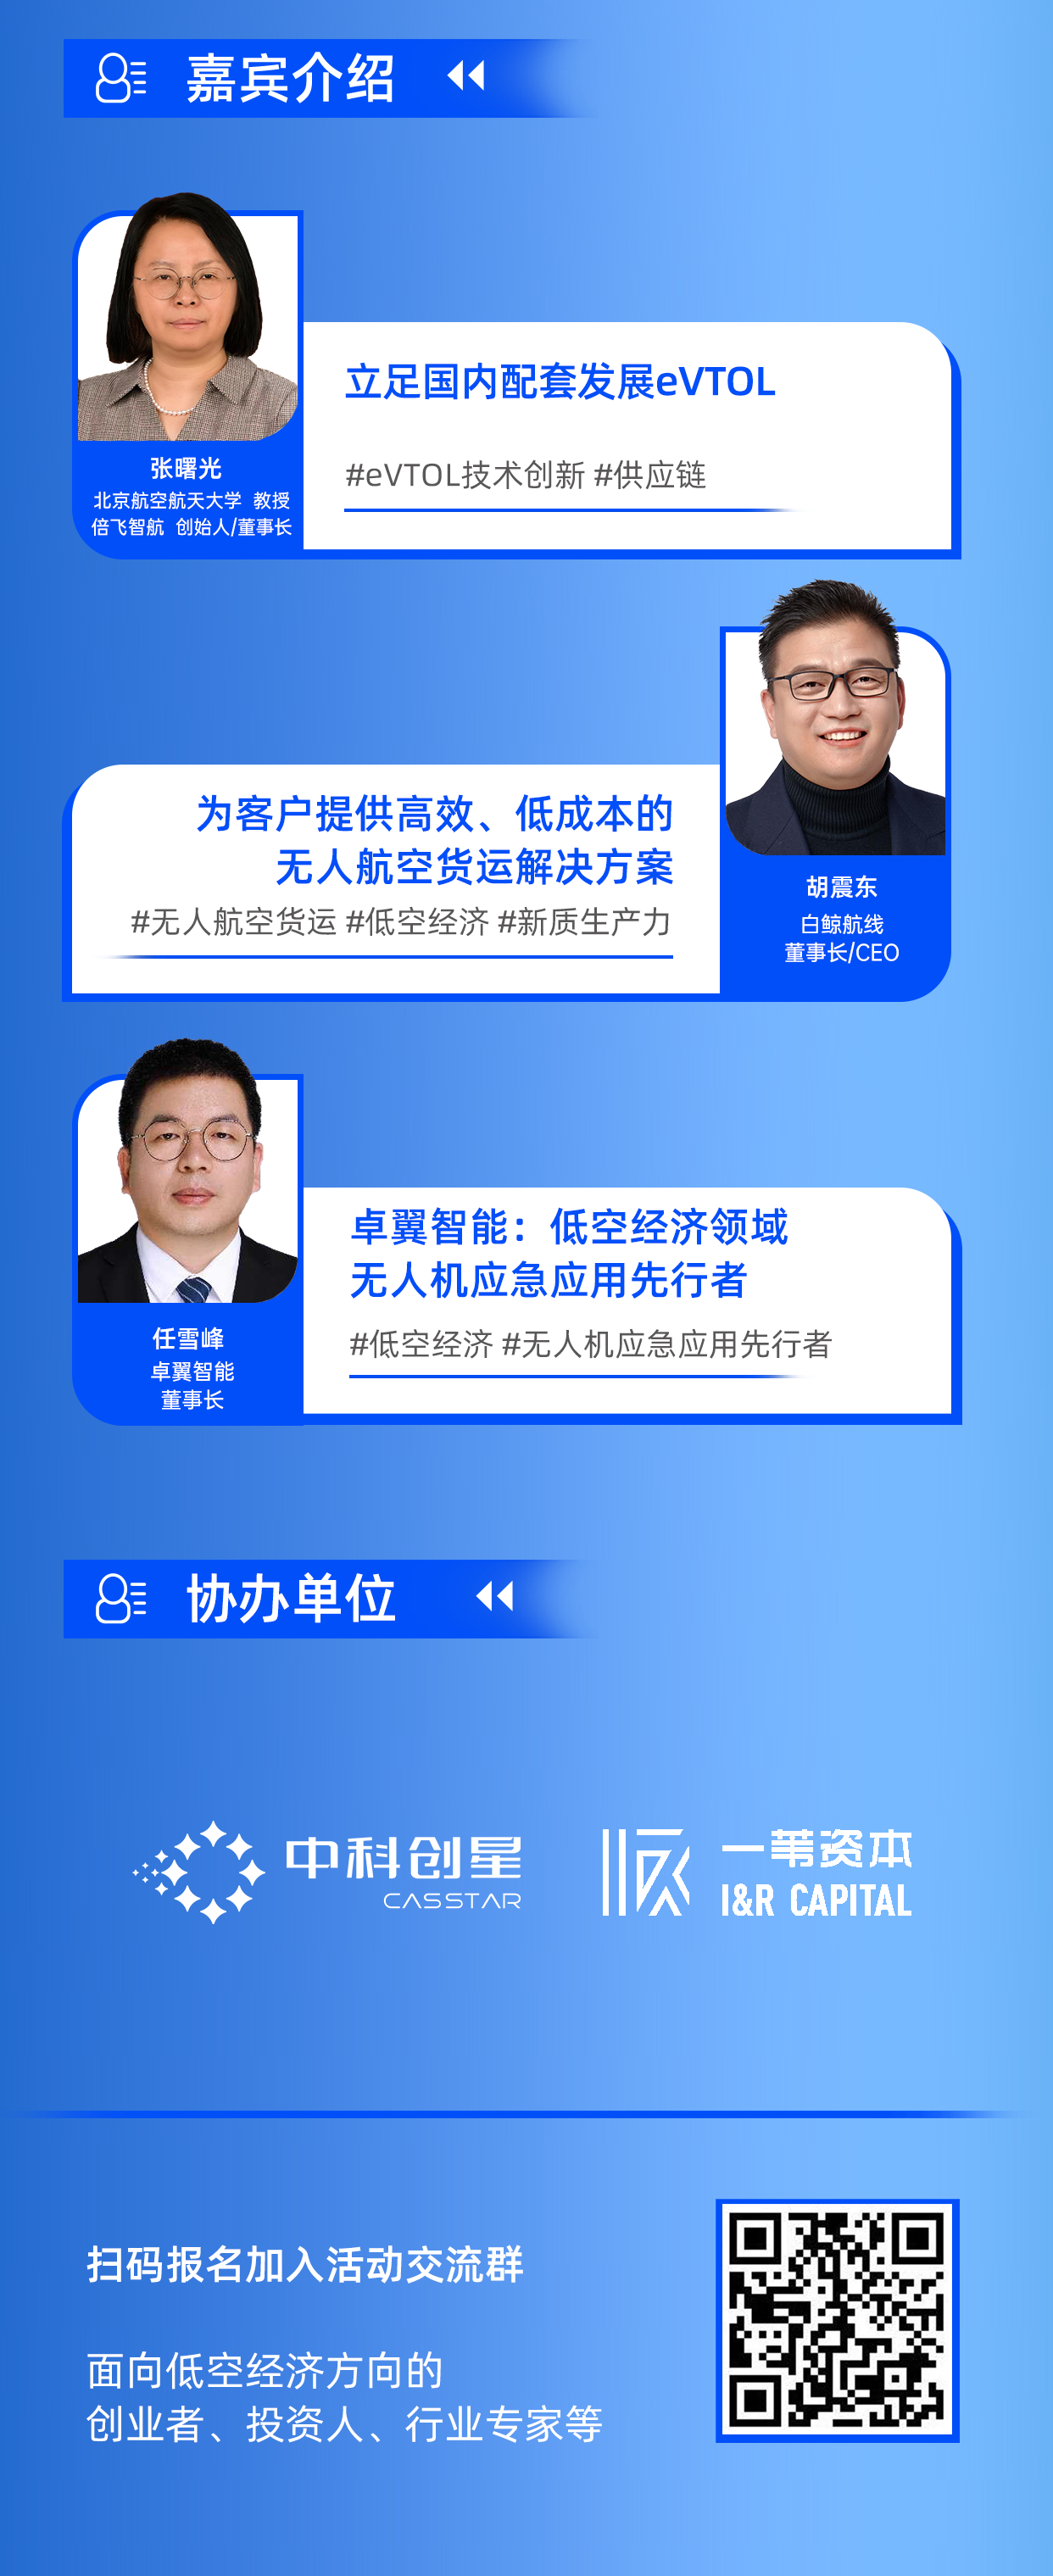 嘉宾介绍
立足国内配套发展eVTOL
#eVTOL技术创新 #供应链
张曙光
北京航空航天大学 教授
倍飞智航 创始人/董事长
为客户提供高效、低成本的
无人航空货运解决方案
#无人航空货运 #低空经济 #新质生产力
胡震东
白鲸航线
董事长/CEO
卓翼智能：低空经济领域
无人机应急应用先行者
#低空经济 #无人机应急应用先行者
任雪峰
卓翼智能
董事长
协办单位
中科创星
CASSTAR
一苇资本
I&R CAPITAL
扫码报名加入活动交流群
面向低空经济方向的
创业者、投资人、行业专家等